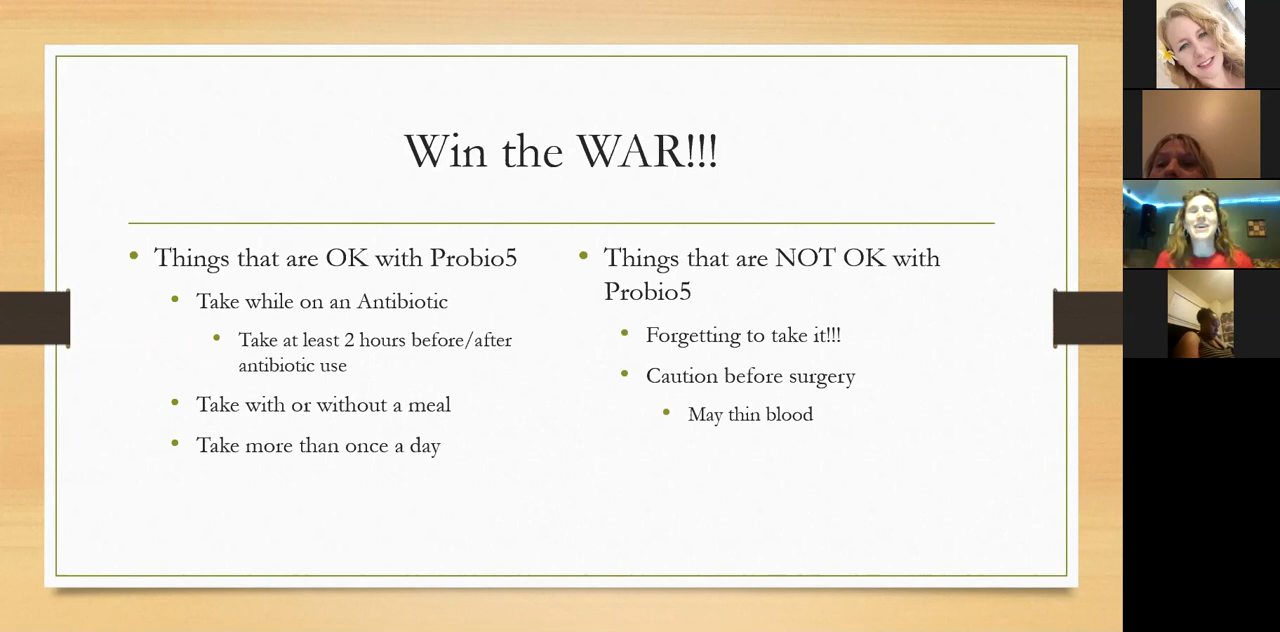 Win the WAR!!!
Things that are OK with Probio5
Take while on an Antibiotic
Take at least 2 hours before/after
antibiotic use
Take with or without a meal
Take more than once a day
Things that are NOT OK with
Probio5
Forgetting to take it!!!
Caution before surgery
May thin blood